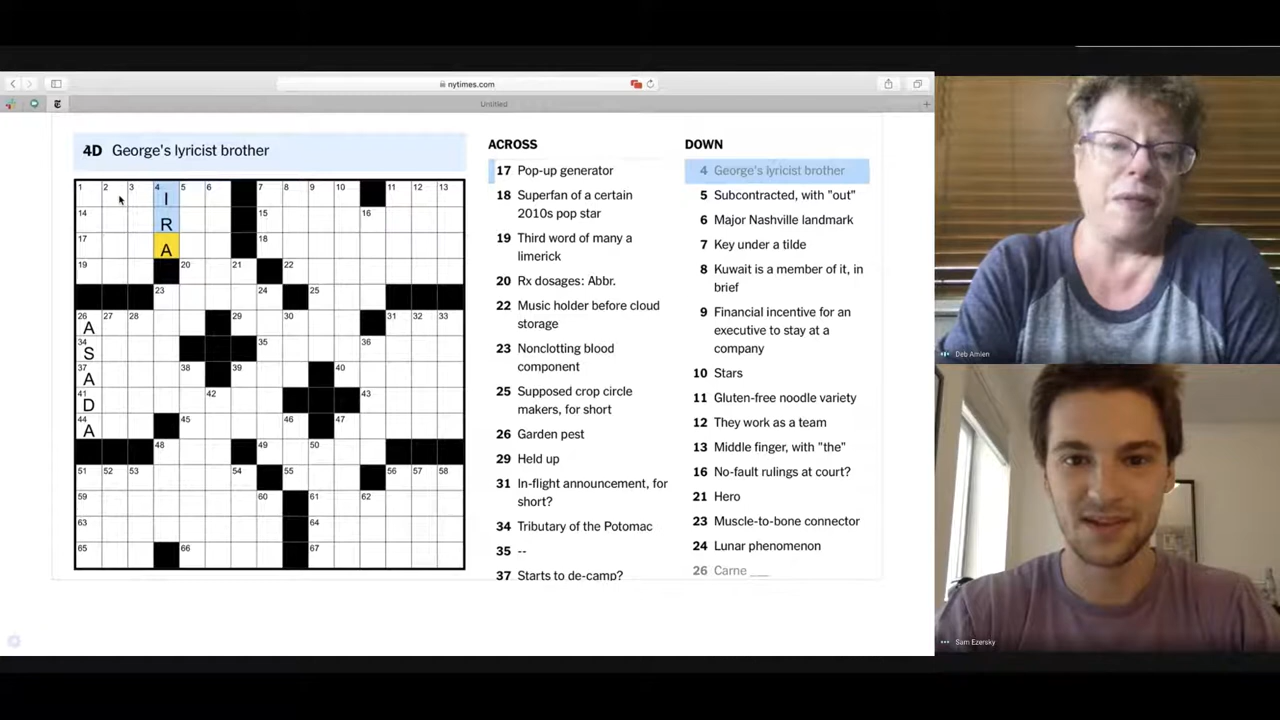 nytimes.com
Untitled
4D George's lyricist brother
1 2 3 4 5 6 7 8 9 10 11 12 13
I
14 15 16
R
17 18
A
19 20 21 22
23 24 25
26 27 28 29 30 31 32 33
A
34 35 36
S
37 38 39 40
A
41 42 43
D
44 45 46 47
A
48 49 50
51 52 53 54 55 56 57 58
59 60 61 62
63 64
65 66 67
ACROSS
17 Pop-up generator
18 Superfan of a certain
2010s pop star
19 Third word of many a
limerick
20 Rx dosages: Abbr.
22 Music holder before cloud
storage
23 Nonclotting blood
component
25 Supposed crop circle
makers, for short
26 Garden pest
29 Held up
31 In-flight announcement, for
short?
34 Tributary of the Potomac
35 --
37 Starts to de-camp?
DOWN
4 George's lyricist brother
5 Subcontracted, with "out"
6 Major Nashville landmark
7 Key under a tilde
8 Kuwait is a member of it, in
brief
9 Financial incentive for an
executive to stay at a
company
10 Stars
11 Gluten-free noodle variety
12 They work as a team
13 Middle finger, with "the"
16 No-fault rulings at court?
21 Hero
23 Muscle-to-bone connector
24 Lunar phenomenon
26 Carne ___
Deb Amlen
Sam Ezersky